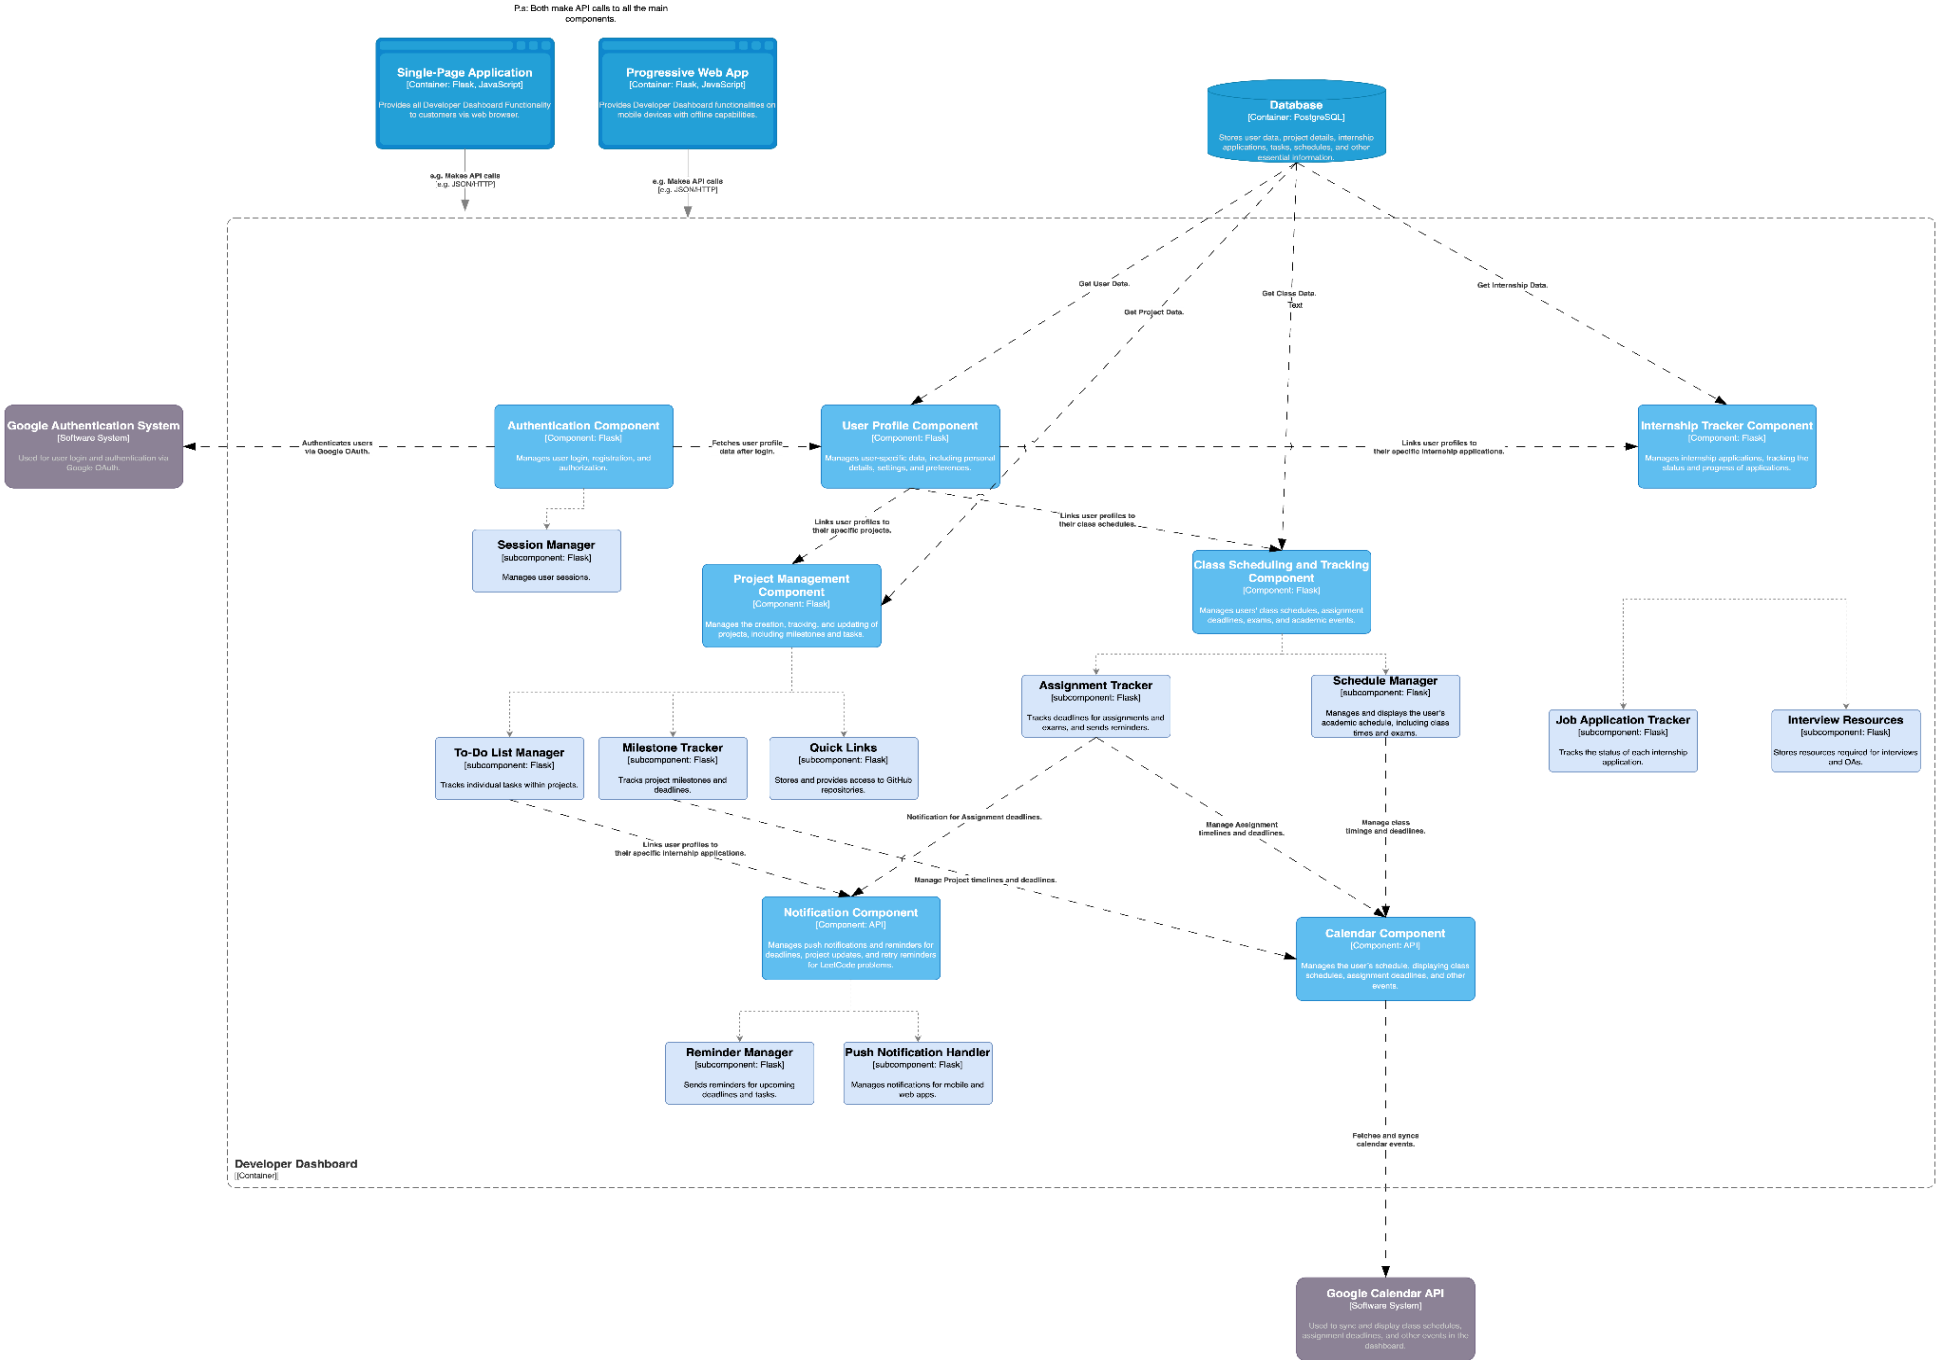 P.s: Both make API calls to all the main
components.
Single-Page Application
[Container: Flask, JavaScript]
Provides all Developer Dashboard Functionality
to customers via web browser.
Progressive Web App
[Container: Flask, JavaScript]
Provides Developer Dashboard functionalities on
mobile devices with offline capabilities.
Database
[Container: PostgreSQL]
Stores user data, project details, internship
applications, tasks, schedules, and other
essential information.
e.g. Makes API calls
[e.g. JSON/HTTP]
e.g. Makes API calls
[e.g. JSON/HTTP]
Get User Data.
Get Project Data.
Get Class Data.
Text
Get Internship Data.
Google Authentication System
[Software System]
Used for user login and authentication via
Google OAuth.
Authenticates users
via Google OAuth.
Authentication Component
[Component: Flask]
Manages user login, registration, and
authorization.
Fetches user profile
data after login.
User Profile Component
[Component: Flask]
Manages user-specific data, including personal
details, settings, and preferences.
Links user profiles to
their specific internship applications.
Internship Tracker Component
[Component: Flask]
Manages internship applications, tracking the
status and progress of applications.
Links user profiles to
their specific projects.
Links user profiles to
their class schedules.
Session Manager
[subcomponent: Flask]
Manages user sessions.
Project Management
Component
[Component: Flask]
Manages the creation, tracking, and updating of
projects, including milestones and tasks.
Class Scheduling and Tracking
Component
[Component: Flask]
Manages users' class schedules, assignment
deadlines, exams, and academic events.
Assignment Tracker
[subcomponent: Flask]
Tracks deadlines for assignments and
exams, and sends reminders.
Schedule Manager
[subcomponent: Flask]
Manages and displays the user's
academic schedule, including class
times and exams.
Job Application Tracker
[subcomponent: Flask]
Tracks the status of each internship
application.
Interview Resources
[subcomponent: Flask]
Stores resources required for interviews
and OAs.
To-Do List Manager
[subcomponent: Flask]
Tracks individual tasks within projects.
Milestone Tracker
[subcomponent: Flask]
Tracks project milestones and
deadlines.
Quick Links
[subcomponent: Flask]
Stores and provides access to GitHub
repositories.
Notification for Assignment deadlines.
Manage Assignment
timelines and deadlines.
Manage class
timings and deadlines.
Links user profiles to
their specific internship applications.
Manage Project timelines and deadlines.
Notification Component
[Component: API]
Manages push notifications and reminders for
deadlines, project updates, and retry reminders
for LeetCode problems.
Calendar Component
[Component: API]
Manages the user's schedule, displaying class
schedules, assignment deadlines, and other
events.
Reminder Manager
[subcomponent: Flask]
Sends reminders for upcoming
deadlines and tasks.
Push Notification Handler
[subcomponent: Flask]
Manages notifications for mobile and
web apps.
Fetches and syncs
calendar events.
Developer Dashboard
[[Container]]
Google Calendar API
[Software System]
Used to sync and display class schedules,
assignment deadlines, and other events in the
dashboard.